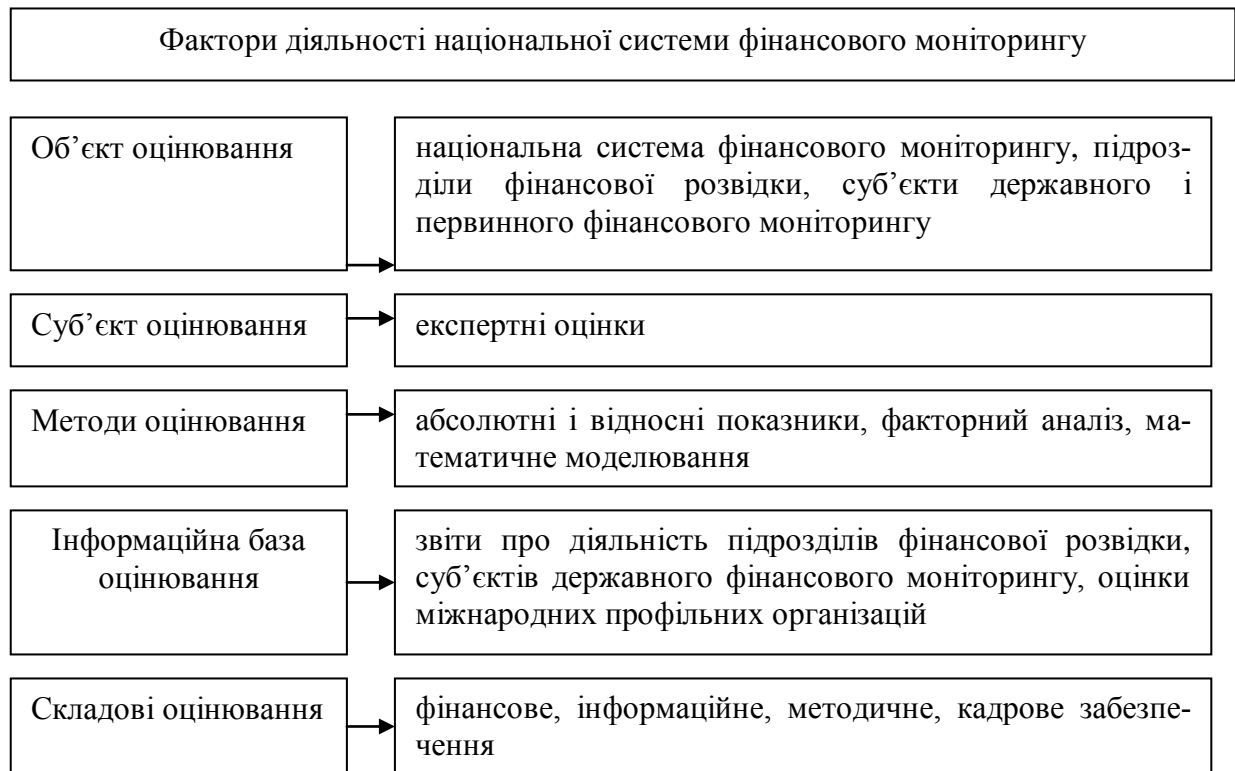 Фактори діяльності національної системи фінансового моніторингу
Об’єкт оцінювання
національна система фінансового моніторингу, підроз-
діли фінансової розвідки, суб’єкти державного і
первинного фінансового моніторингу
Суб’єкт оцінювання
експертні оцінки
Методи оцінювання
абсолютні і відносні показники, факторний аналіз, ма-
тематичне моделювання
Інформаційна база
оцінювання
звіти про діяльність підрозділів фінансової розвідки,
суб’єктів державного фінансового моніторингу, оцінки
міжнародних профільних організацій
Складові оцінювання
фінансове, інформаційне, методичне, кадрове забезпе-
чення